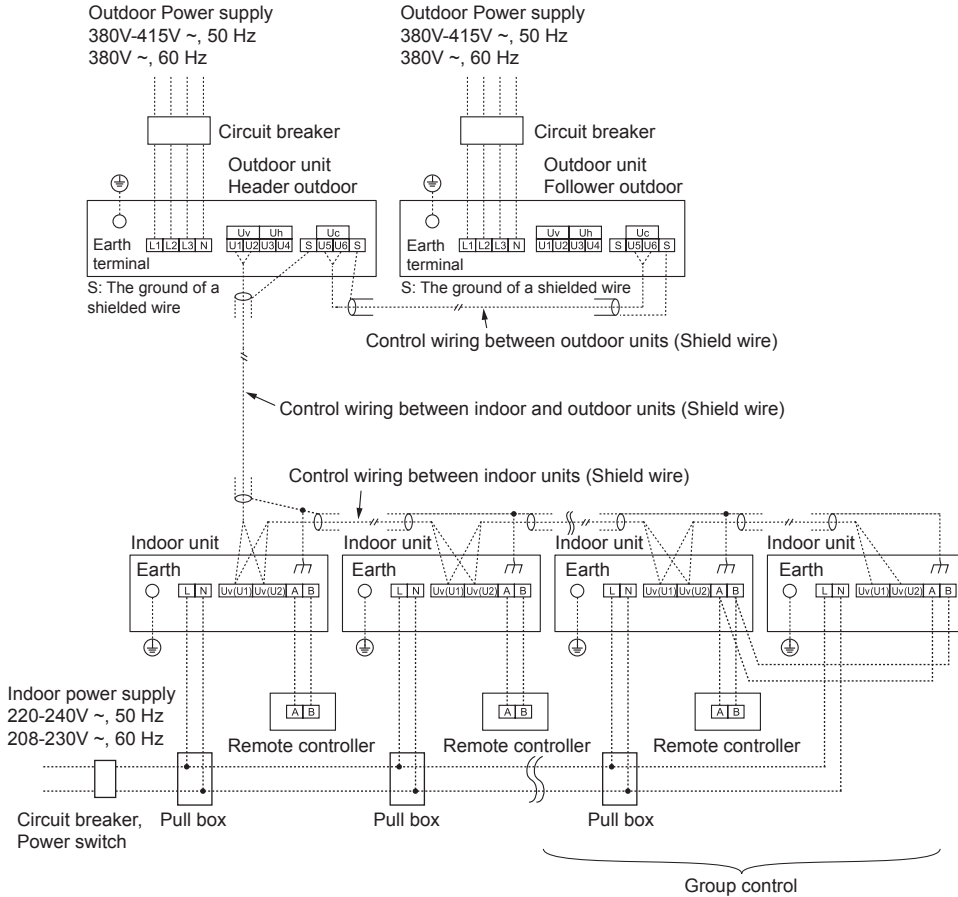 Outdoor Power supply
380V-415V ~, 50 Hz
380V ~, 60 Hz
Outdoor Power supply
380V-415V ~, 50 Hz
380V ~, 60 Hz
Circuit breaker
Circuit breaker
Outdoor unit
Header outdoor
Outdoor unit
Follower outdoor
Earth
terminal
L1 L2 L3 N
Uv Uh
U1 U2 U3 U4
Uc
S U5 U6 S
Earth
terminal
L1 L2 L3 N
Uv Uh
U1 U2 U3 U4
Uc
S U5 U6 S
S: The ground of a
shielded wire
S: The ground of a shielded wire
Control wiring between outdoor units (Shield wire)
Control wiring between indoor and outdoor units (Shield wire)
Control wiring between indoor units (Shield wire)
Indoor unit
Indoor unit
Indoor unit
Indoor unit
Earth
L N Uv(U1) Uv(U2) A B
Earth
L N Uv(U1) Uv(U2) A B
Earth
L N Uv(U1) Uv(U2) A B
Earth
L N Uv(U1) Uv(U2) A B
Indoor power supply
220-240V ~, 50 Hz
208-230V ~, 60 Hz
A B
Remote controller
A B
Remote controller
A B
Remote controller
Circuit breaker,
Power switch
Pull box
Pull box
Pull box
Group control